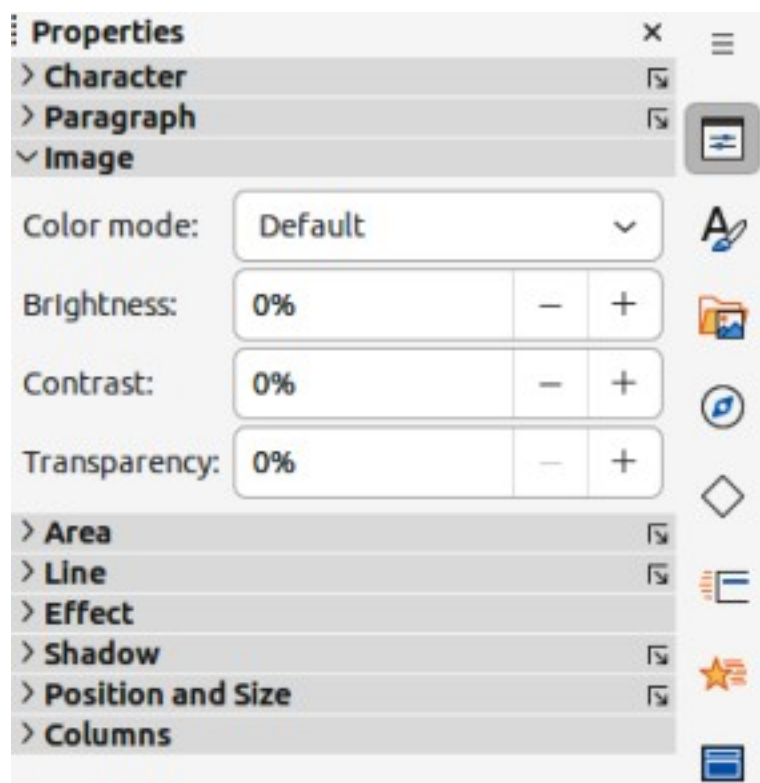 Properties
Character
Paragraph
Image
Color mode: Default
Brightness: 0%
Contrast: 0%
Transparency: 0%
Area
Line
Effect
Shadow
Position and Size
Columns